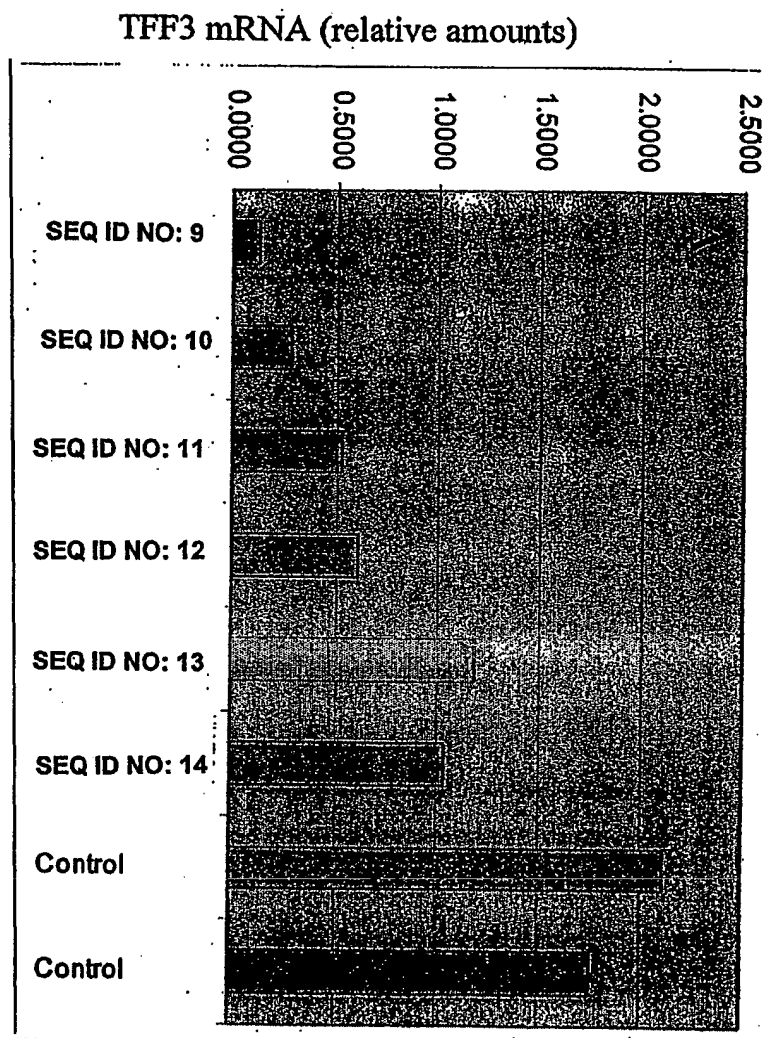 TFF3 mRNA (relative amounts)
0.0000
0.5000
1.0000
1.5000
2.0000
2.5000
SEQ ID NO: 9
SEQ ID NO: 10
SEQ ID NO: 11
SEQ ID NO: 12
SEQ ID NO: 13
SEQ ID NO: 14
Control
Control